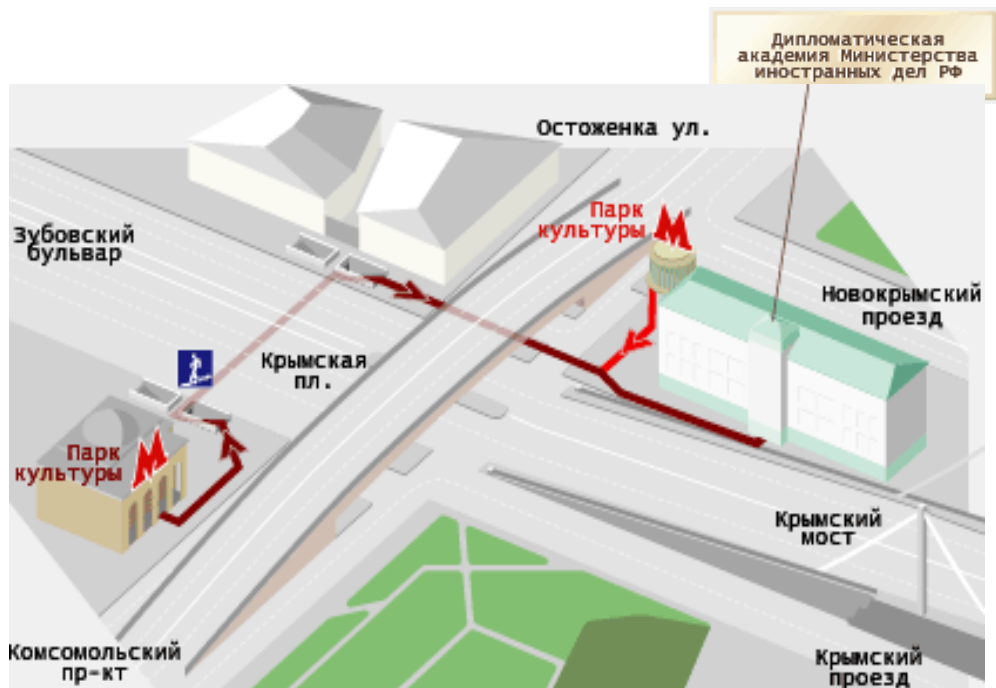 Дипломатическая
академия Министерства
иностранных дел РФ
Остоженка ул.
Парк
культуры
Зубовский
бульвар
Новокрымский
проезд
Крымская
пл.
Парк
культуры
Крымский
мост
Комсомольский
пр-кт
Крымский
проезд